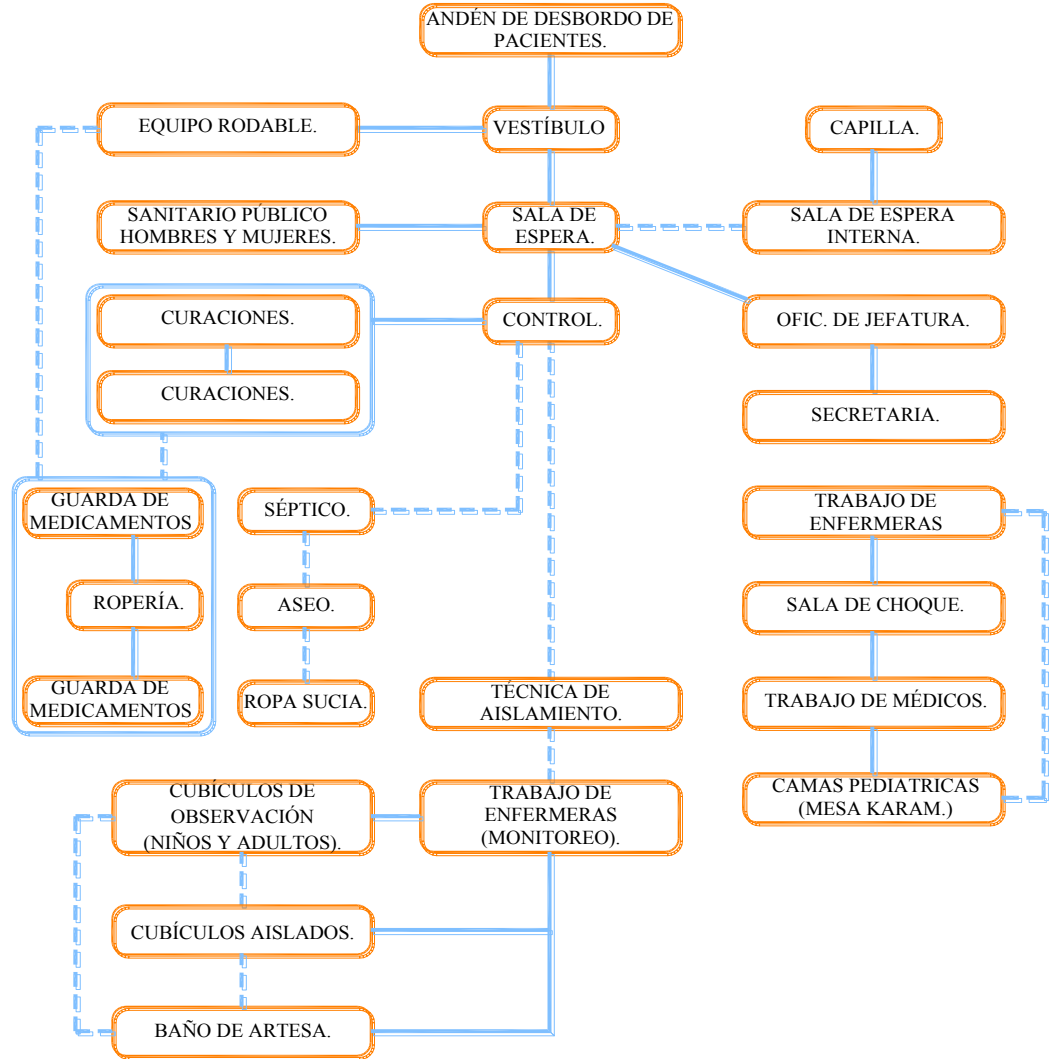 ANDÉN DE DESBORDO DE
PACIENTES.
EQUIPO RODABLE.
VESTÍBULO
CAPILLA.
SANITARIO PÚBLICO
HOMBRES Y MUJERES.
SALA DE
ESPERA.
SALA DE ESPERA
INTERNA.
CURACIONES.
CONTROL.
OFIC. DE JEFATURA.
CURACIONES.
SECRETARIA.
GUARDA DE
MEDICAMENTOS
SÉPTICO.
TRABAJO DE
ENFERMERAS
ROPERÍA.
ASEO.
SALA DE CHOQUE.
GUARDA DE
MEDICAMENTOS
ROPA SUCIA.
TÉCNICA DE
AISLAMIENTO.
TRABAJO DE MÉDICOS.
CUBÍCULOS DE
OBSERVACIÓN
(NIÑOS Y ADULTOS).
TRABAJO DE
ENFERMERAS
(MONITOREO).
CAMAS PEDIATRICAS
(MESA KARAM.)
CUBÍCULOS AISLADOS.
BAÑO DE ARTESA.